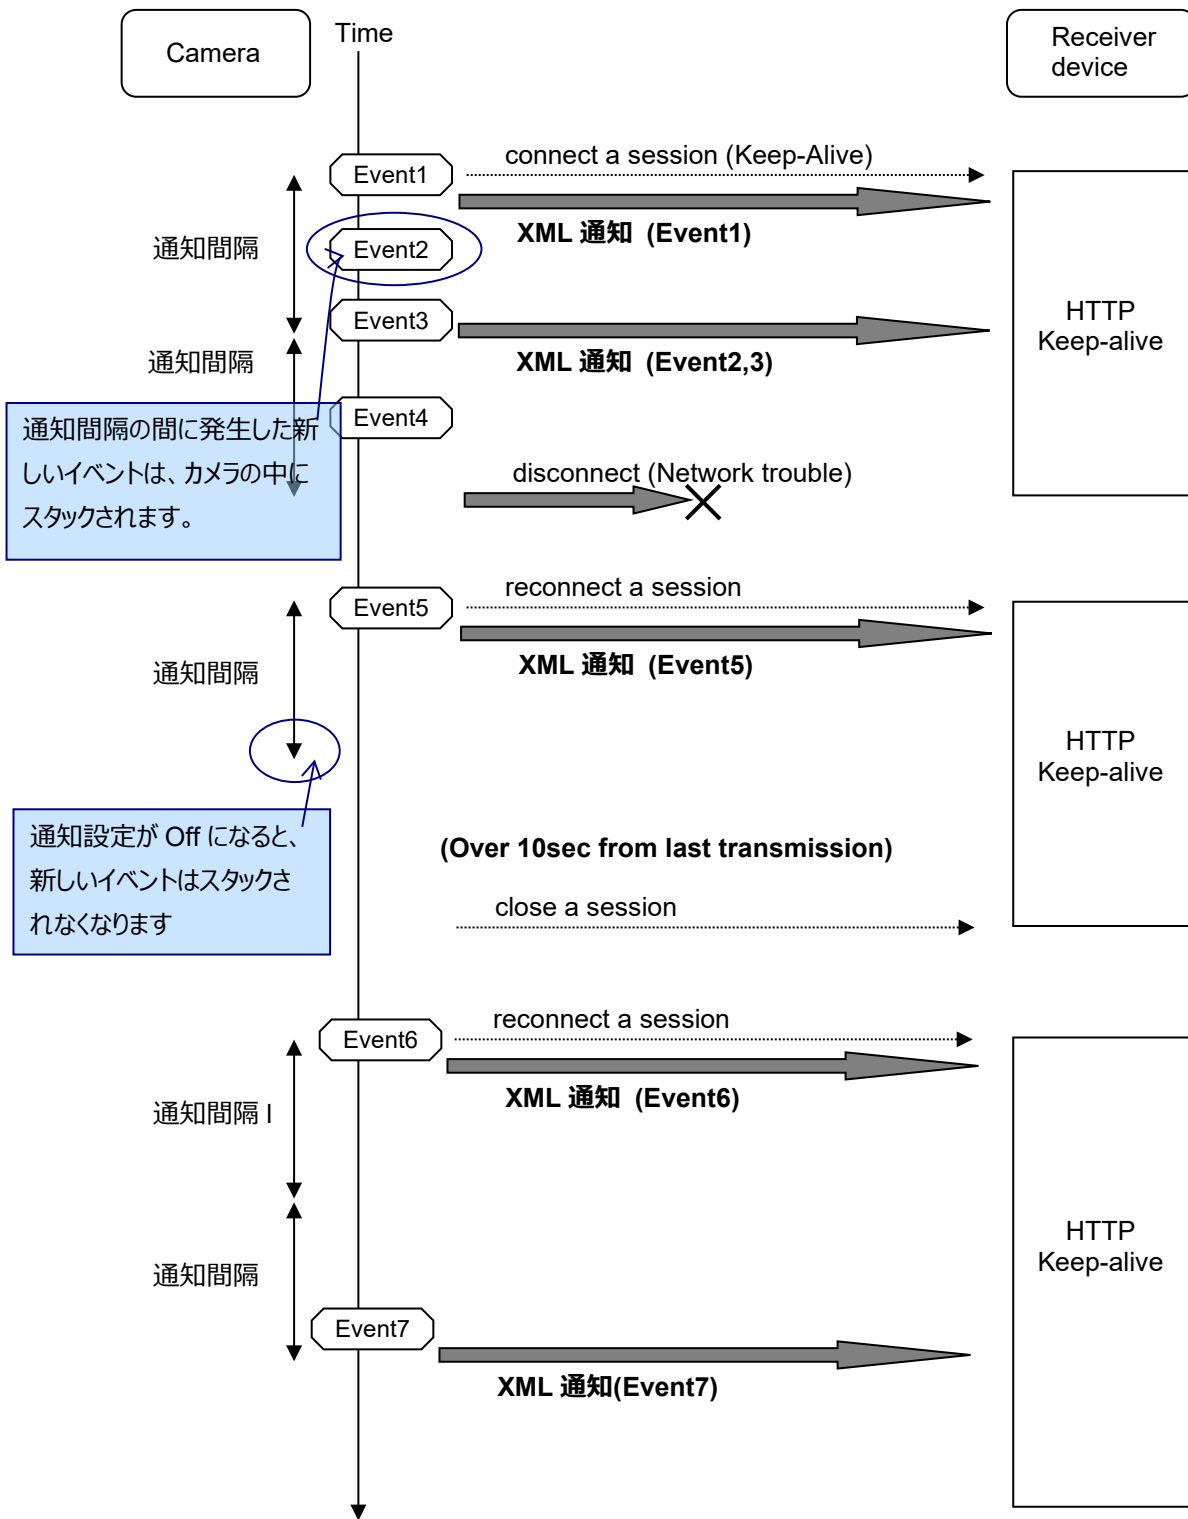 Camera
Time
Receiver
device
connect a session (Keep-Alive)
Event1
XML 通知 (Event1)
通知間隔
Event2
Event3
HTTP
Keep-alive
通知間隔
XML 通知 (Event2,3)
Event4
通知間隔の間に発生した新
しいイベントは、カメラの中に
スタックされます。
disconnect (Network trouble)
reconnect a session
Event5
XML 通知 (Event5)
通知間隔
HTTP
Keep-alive
通知設定が Off になると、
新しいイベントはスタックさ
れなくなります
(Over 10sec from last transmission)
close a session
reconnect a session
Event6
XML 通知 (Event6)
通知間隔 I
HTTP
Keep-alive
通知間隔
Event7
XML 通知(Event7)